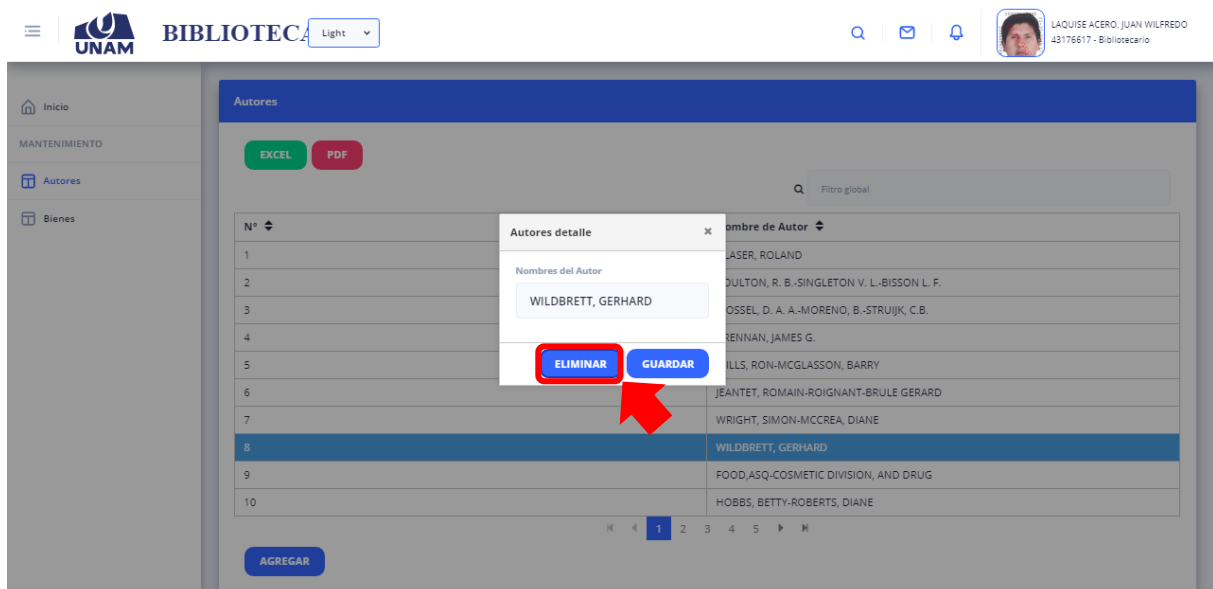 UNAM
BIBLIOTECA
Light
LAQUISE ACERO, JUAN WILFREDO
43176617 - Bibliotecario
Inicio
MANTENIMIENTO
Autores
Bienes
Autores
EXCEL PDF
Filtro global
N° ombre de Autor
1 LASER, ROLAND
2 OULTON, R. B.-SINGLETON V. L.-BISSON L. F.
3 OSSEL, D. A. A.-MORENO, B.-STRUIJK, C.B.
4 RENNAN, JAMES G.
5 ILLS, RON-MCGLASSON, BARRY
6 JEANTET, ROMAIN-ROIGNANT-BRULE GERARD
7 WRIGHT, SIMON-MCCREA, DIANE
8 WILDBRETT, GERHARD
9 FOOD,ASQ-COSMETIC DIVISION, AND DRUG
10 HOBBS, BETTY-ROBERTS, DIANE
Autores detalle
Nombres del Autor
WILDBRETT, GERHARD
ELIMINAR GUARDAR
1 2 3 4 5
AGREGAR